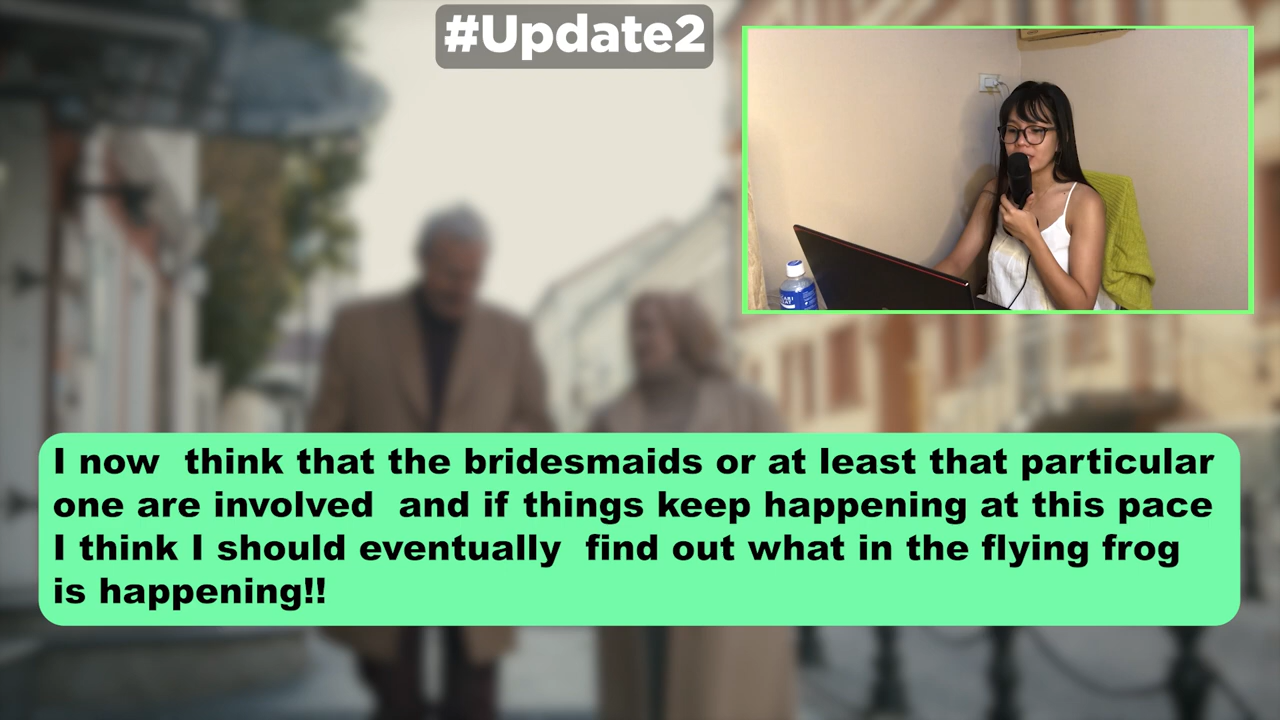 #Update2
I now  think that the bridesmaids or at least that particular
one are involved  and if things keep happening at this pace
I think I should eventually  find out what in the flying frog
is happening!!